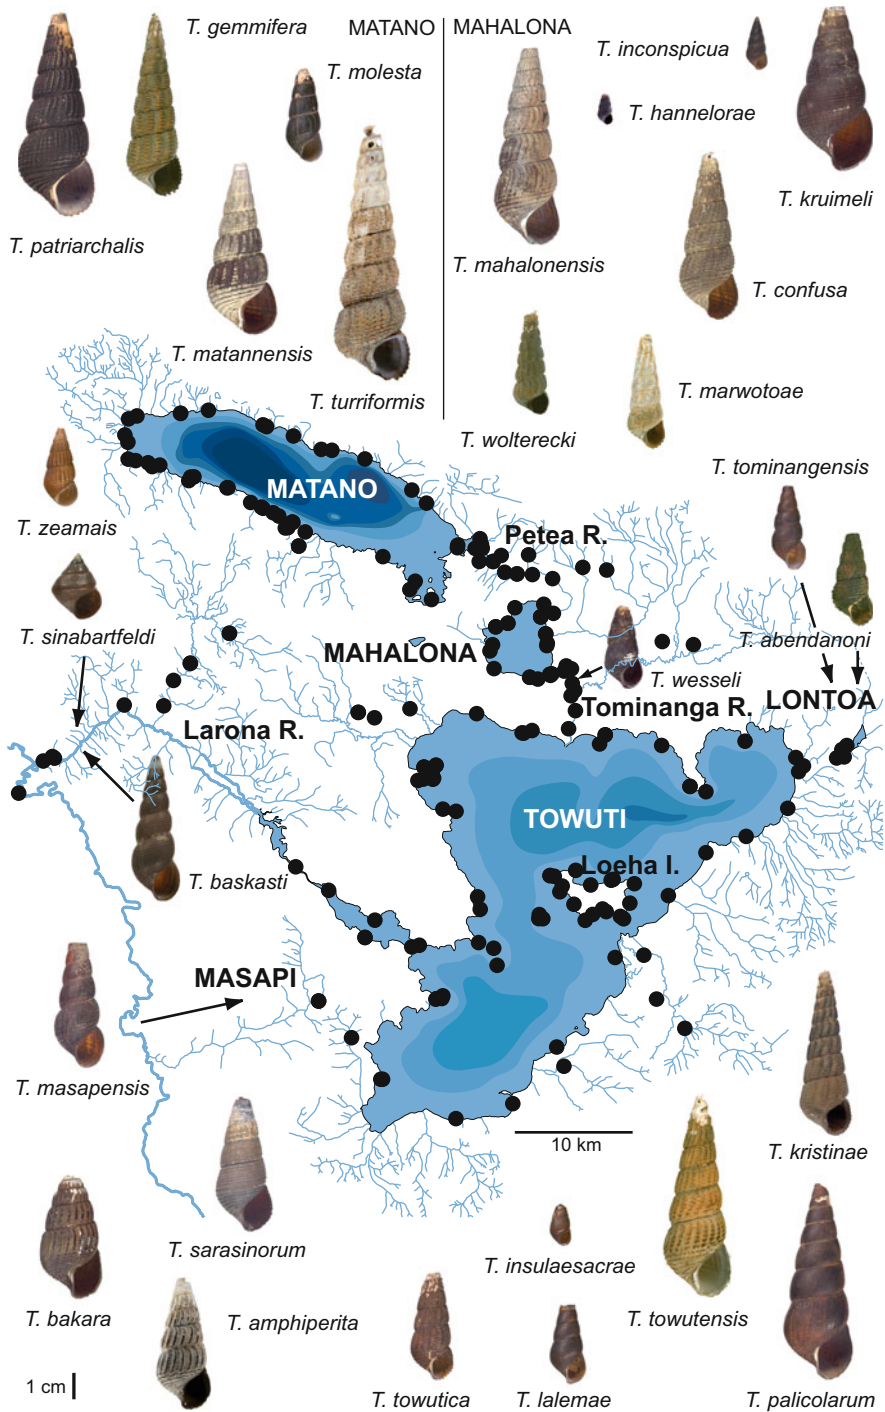 T. gemmifera
MATANO
MAHALONA
T. inconspicua
T. molesta
T. hannelorae
T. kruimeli
T. patriarchalis
T. mahalonensis
T. confusa
T. matannensis
T. marwotoae
T. turriformis
T. wolterecki
T. tominangensis
MATANO
T. zeamais
Petea R.
T. sinabartfeldi
T. abendanoni
MAHALONA
T. wesseli
LONTOA
Tominanga R.
Larona R.
TOWUTI
Loeha I.
T. baskasti
MASAPI
T. masapensis
10 km
T. kristinae
T. sarasinorum
T. insulaesacrae
T. bakara
T. amphiperita
T. towutensis
1 cm
T. towutica
T. lalemae
T. palicolarum